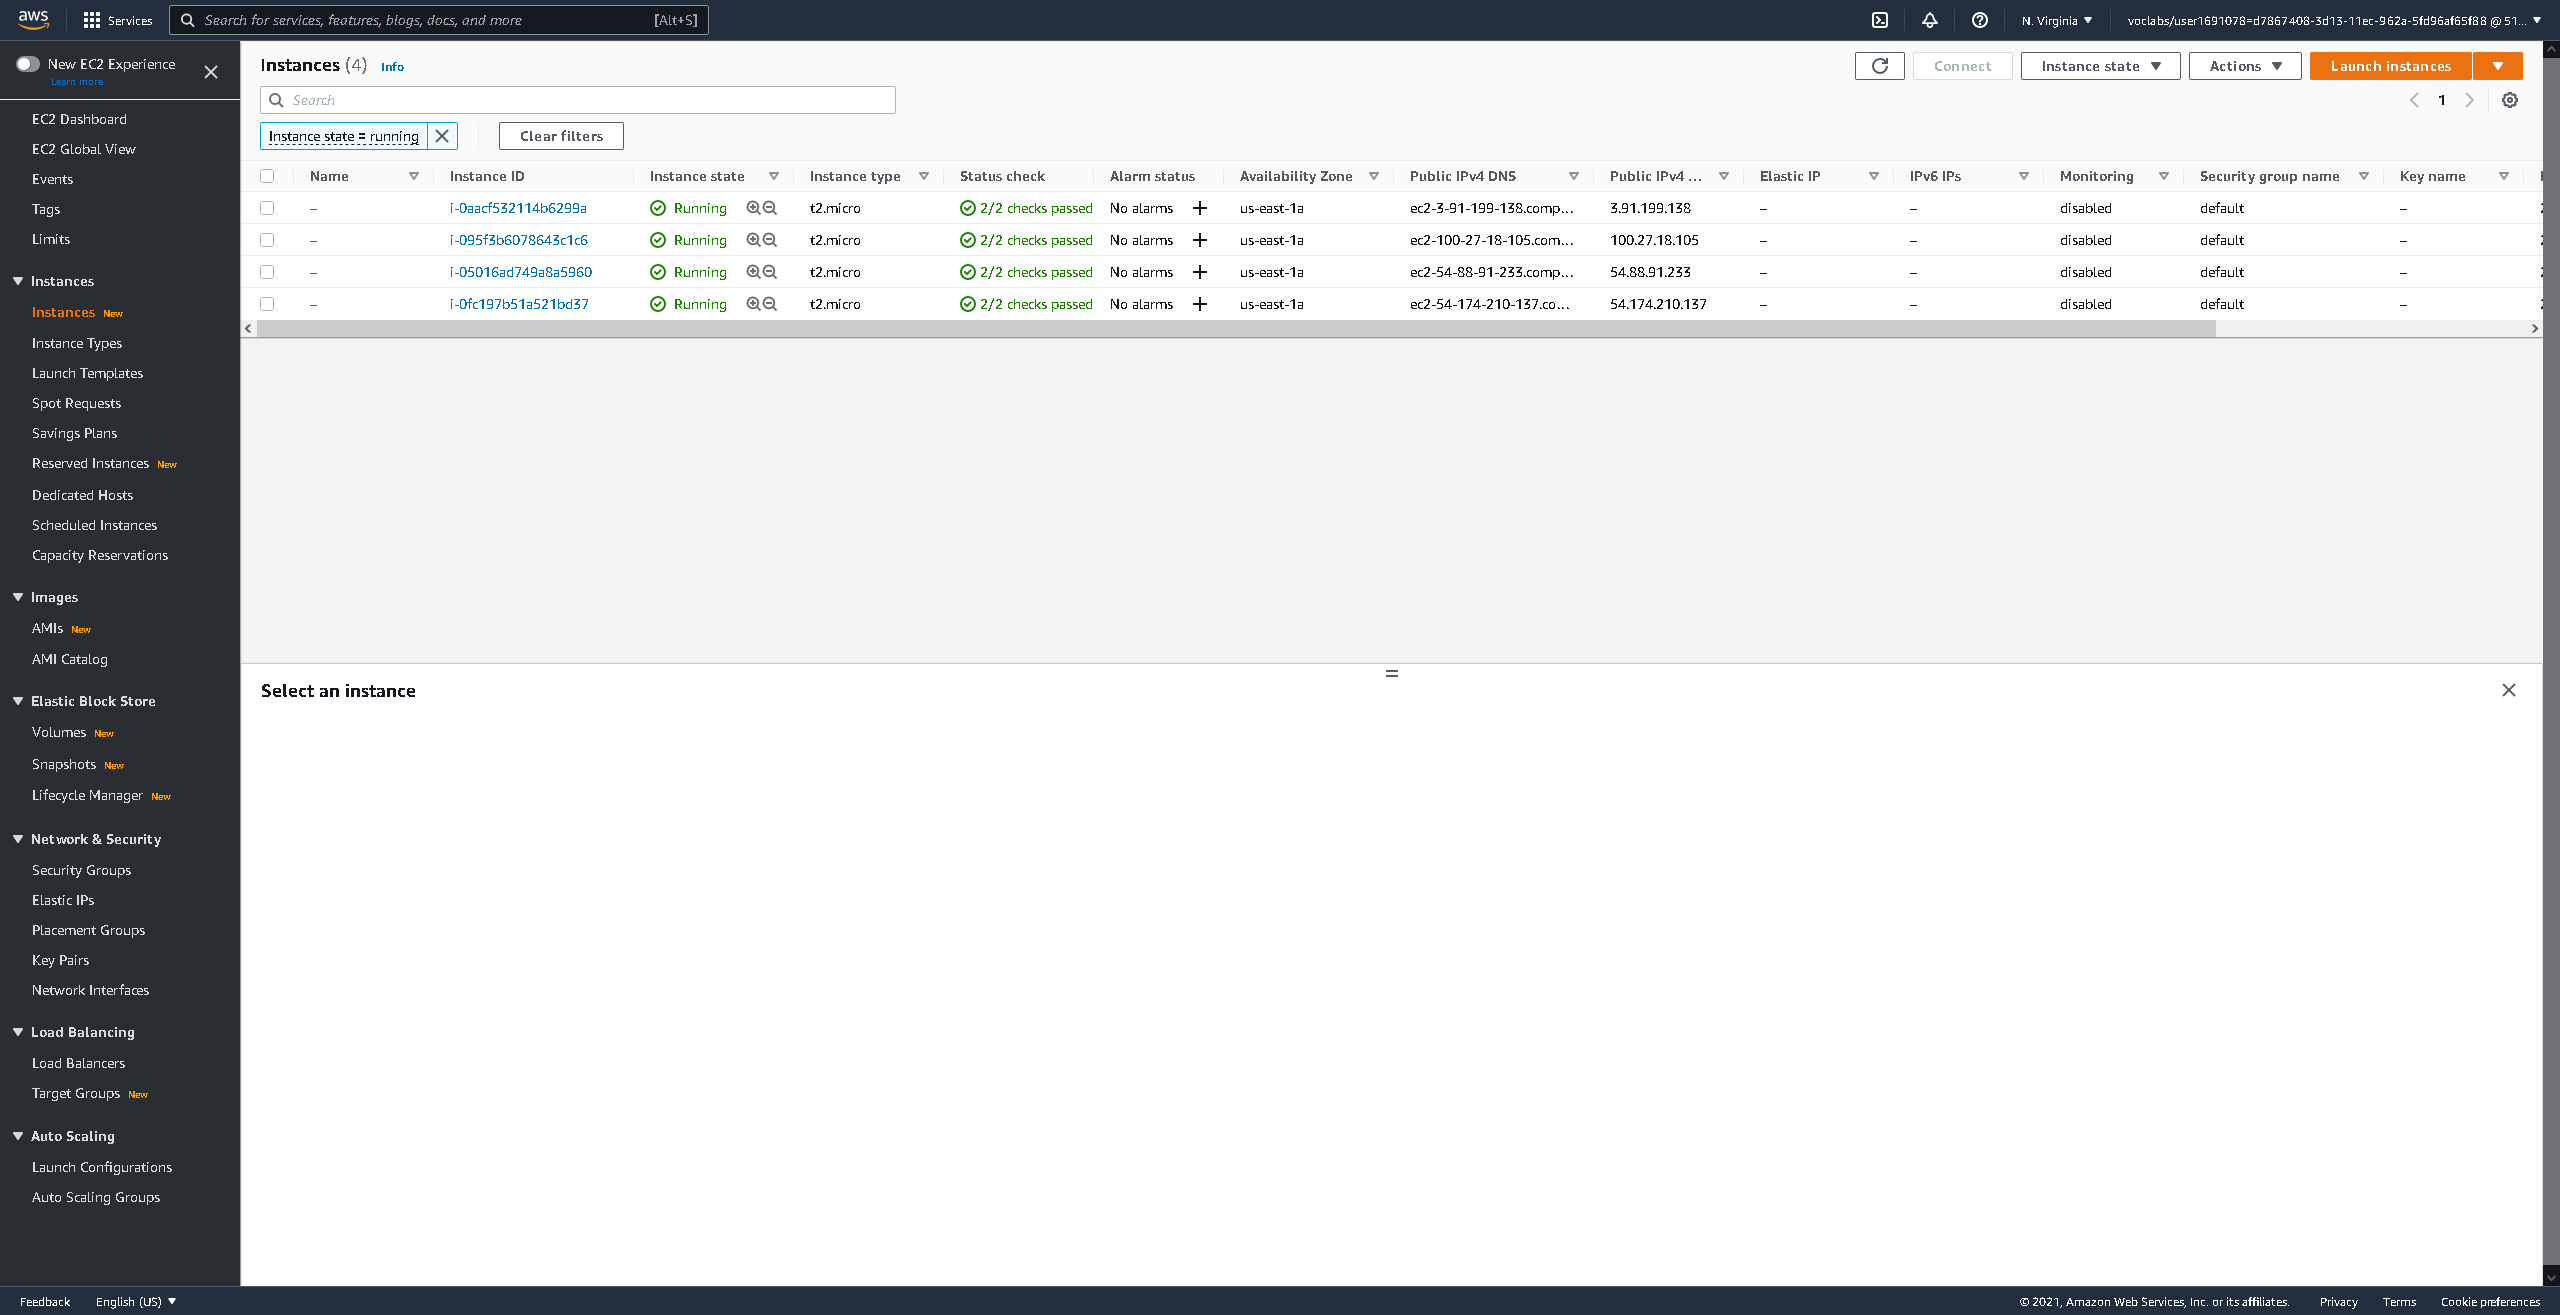 aws
Services
Search for services, features, blogs, docs, and more
[Alt+S]
N. Virginia
voclabs/user1691078=d7867408-3d13-11ec-962a-5fd96af65f88 @ 51...
New EC2 Experience
Learn more
EC2 Dashboard
EC2 Global View
Events
Tags
Limits
Instances
Instances New
Instance Types
Launch Templates
Spot Requests
Savings Plans
Reserved Instances New
Dedicated Hosts
Scheduled Instances
Capacity Reservations
Images
AMIs New
AMI Catalog
Elastic Block Store
Volumes New
Snapshots New
Lifecycle Manager New
Network & Security
Security Groups
Elastic IPs
Placement Groups
Key Pairs
Network Interfaces
Load Balancing
Load Balancers
Target Groups New
Auto Scaling
Launch Configurations
Auto Scaling Groups
Instances (4) Info
Connect
Instance state
Actions
Launch instances
Search
1
Instance state = running
Clear filters
Name Instance ID Instance state Instance type Status check Alarm status Availability Zone Public IPv4 DNS Public IPv4 ... Elastic IP IPv6 IPs Monitoring Security group name Key name
– i-0aacf532114b6299a Running t2.micro 2/2 checks passed No alarms + us-east-1a ec2-3-91-199-138.comp... 3.91.199.138 – – disabled default –
– i-095f3b6078643c1c6 Running t2.micro 2/2 checks passed No alarms + us-east-1a ec2-100-27-18-105.com... 100.27.18.105 – – disabled default –
– i-05016ad749a8a5960 Running t2.micro 2/2 checks passed No alarms + us-east-1a ec2-54-88-91-233.comp... 54.88.91.233 – – disabled default –
– i-0fc197b51a521bd37 Running t2.micro 2/2 checks passed No alarms + us-east-1a ec2-54-174-210-137.co... 54.174.210.137 – – disabled default –
Select an instance
Feedback
English (US)
© 2021, Amazon Web Services, Inc. or its affiliates.
Privacy
Terms
Cookie preferences